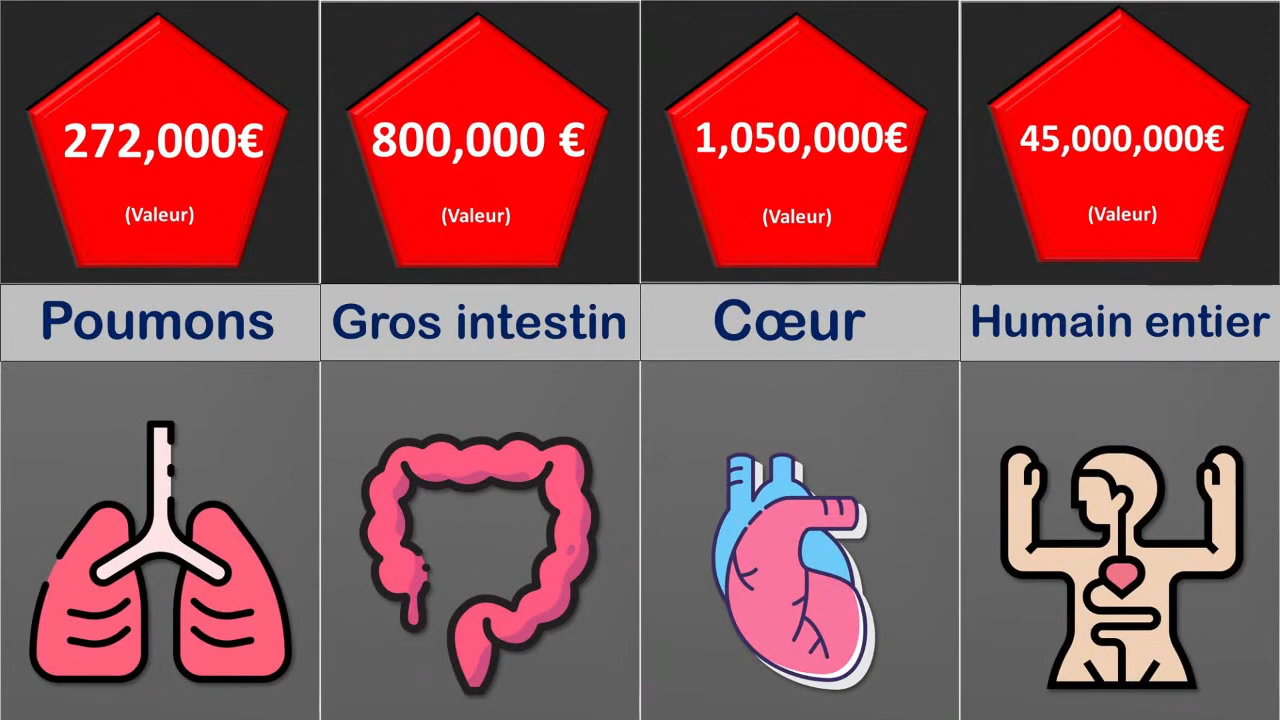 272,000€
(Valeur)
Poumons
800,000 €
(Valeur)
Gros intestin
1,050,000€
(Valeur)
Cœur
45,000,000€
(Valeur)
Humain entier